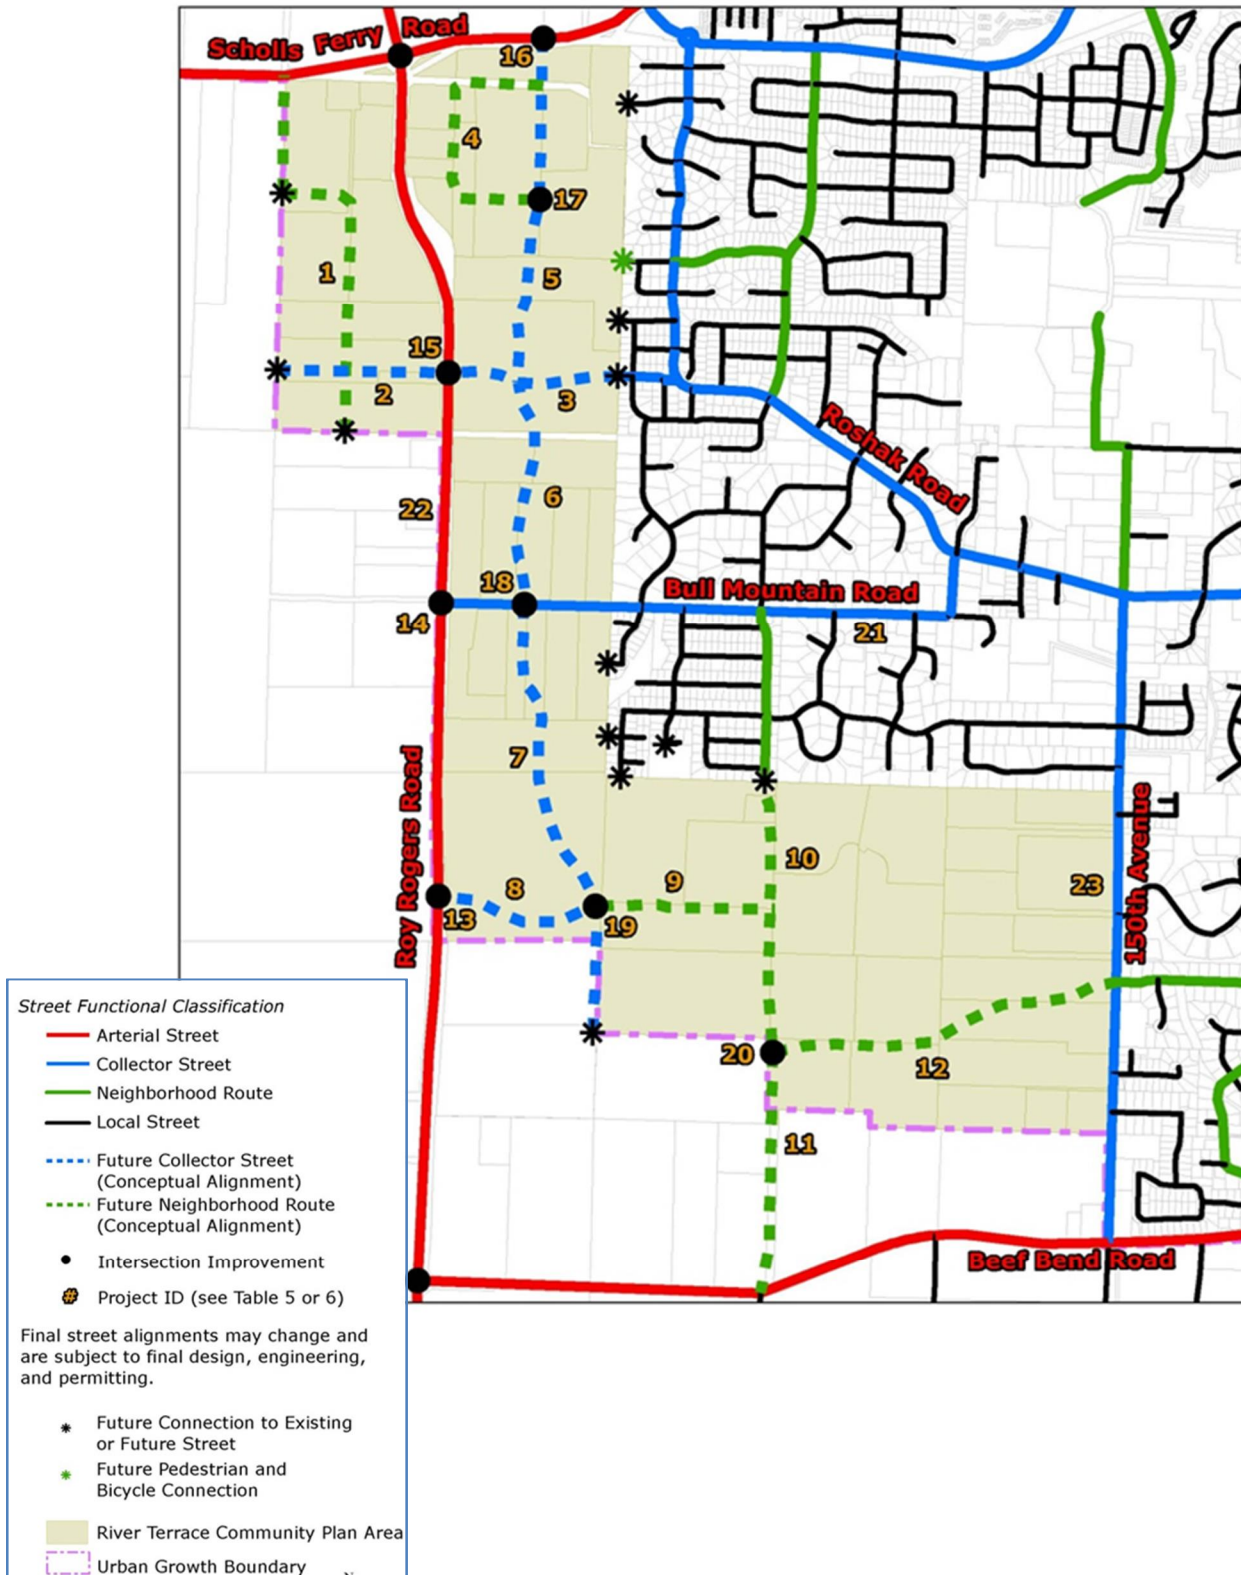 Scholls Ferry Road
16
4
17
1
5
15
2
3
Roshak Road
22
6
18
Bull Mountain Road
14
21
7
Roy Rogers Road
10
150th Avenue
8
9
23
13
19
20
12
11
Beef Bend Road
Street Functional Classification
Arterial Street
Collector Street
Neighborhood Route
Local Street
Future Collector Street
(Conceptual Alignment)
Future Neighborhood Route
(Conceptual Alignment)
Intersection Improvement
# Project ID (see Table 5 or 6)
Final street alignments may change and
are subject to final design, engineering,
and permitting.
Future Connection to Existing
or Future Street
Future Pedestrian and
Bicycle Connection
River Terrace Community Plan Area
Urban Growth Boundary